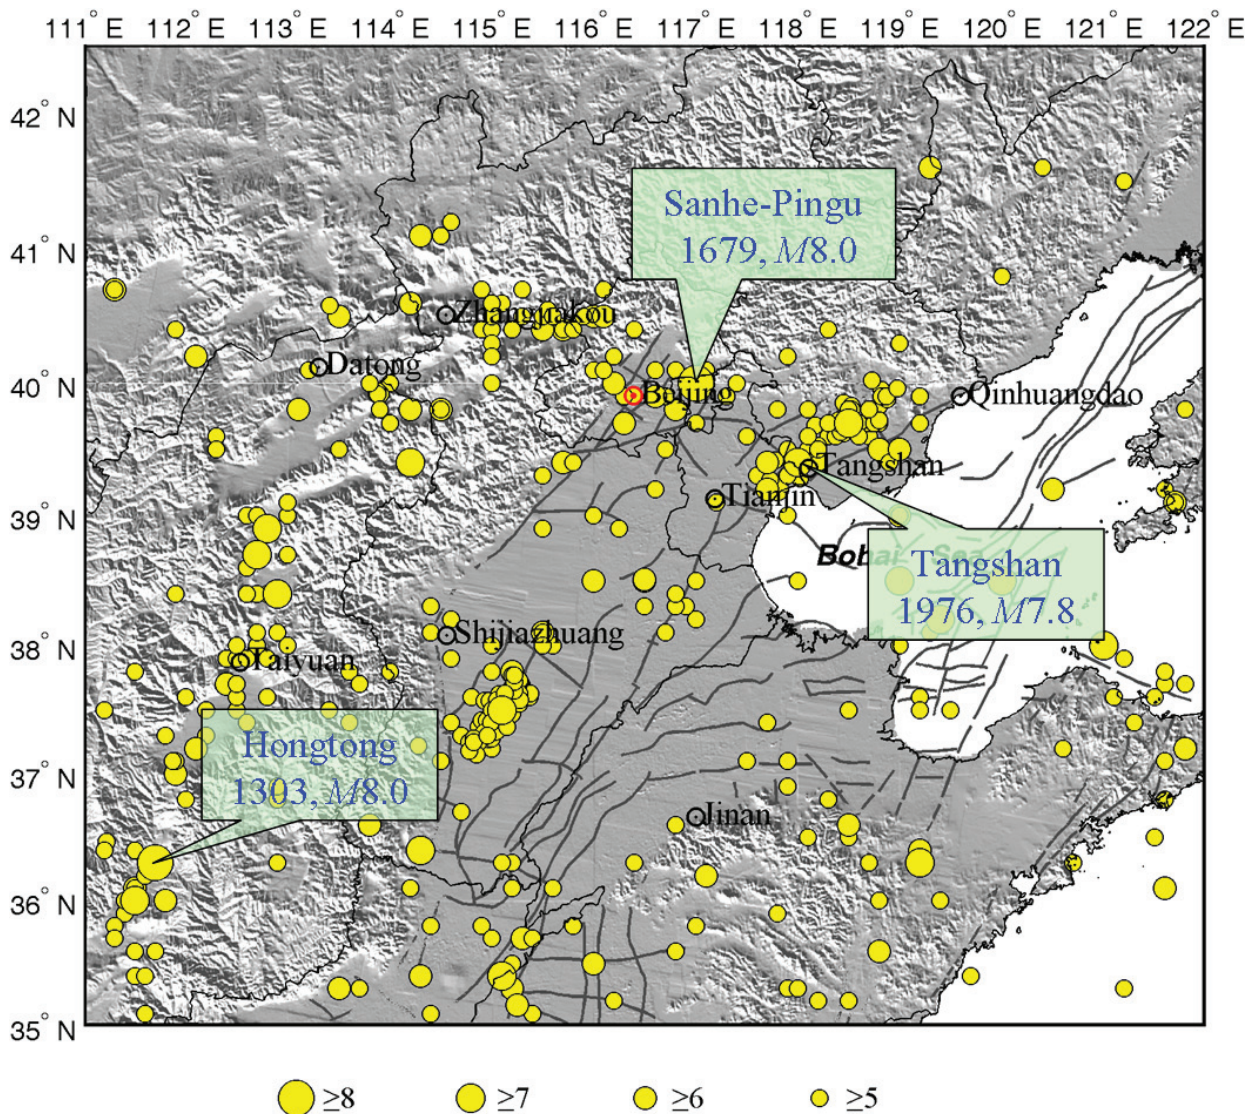 111° E 112° E 113° E 114° E 115° E 116° E 117° E 118° E 119° E 120° E 121° E 122° E
42° N
Sanhe-Pingu
1679, M8.0
41° N
Zhangjiakou
Datong
40° N
Beijing
Qinhuangdao
Tangshan
Tianjin
39° N
Bohai Sea
Tangshan
1976, M7.8
Shijiazhuang
38° N
Taiyuan
Hongtong
1303, M8.0
37° N
Jinan
36° N
35° N
≥8 ≥7 ≥6 ≥5